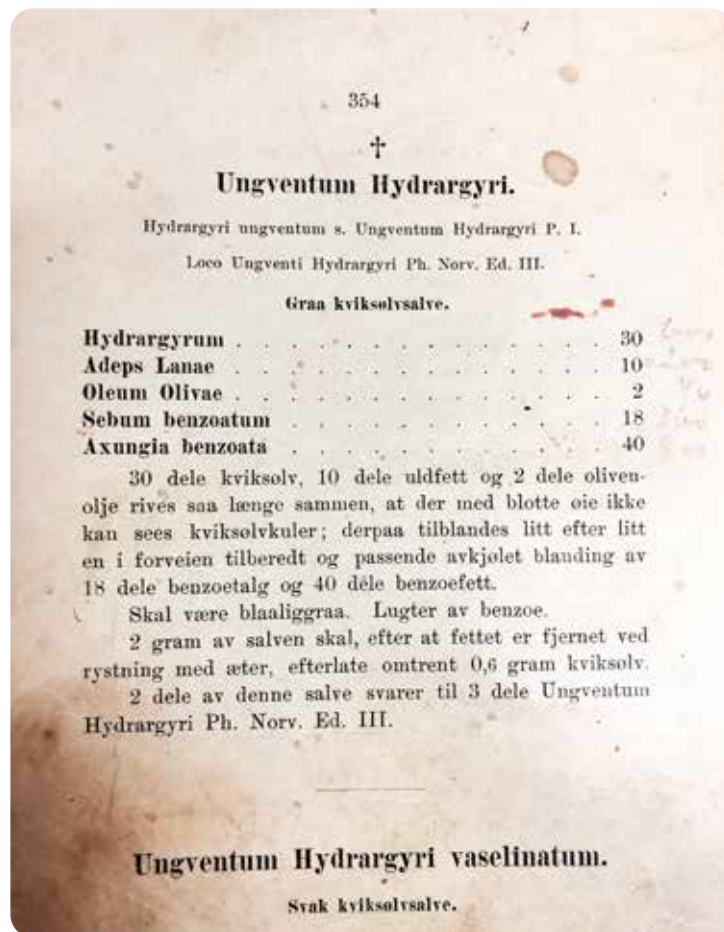 354
†
Ungventum Hydrargyri.
Hydrargyri ungventum s. Ungventum Hydrargyri P. I.
Loco Ungventi Hydrargyri Ph. Norv. Ed. III.
Graa kviksølvsalve.
Hydrargyrum . . . . . . . . . . . . . . 30
Adeps Lanae . . . . . . . . . . . . . . 10
Oleum Olivae . . . . . . . . . . . . . . 2
Sebum benzoatum . . . . . . . . . . . . 18
Axungia benzoata . . . . . . . . . . . . 40
30 dele kviksølv, 10 dele uldfett og 2 dele oliven-
olje rives saa længe sammen, at der med blotte øie ikke
kan sees kviksølvkuler; derpaa tilblandes litt efter litt
en i forveien tilberedt og passende avkjølet blanding av
18 dele benzoetalg og 40 dele benzoefett.
Skal være blaaliggraa. Lugter av benzoe.
2 gram av salven skal, efter at fettet er fjernet ved
rystning med æter, efterlate omtrent 0,6 gram kviksølv.
2 dele av denne salve svarer til 3 dele Ungventum
Hydrargyri Ph. Norv. Ed. III.
Ungventum Hydrargyri vaselinatum.
Svak kviksølvsalve.